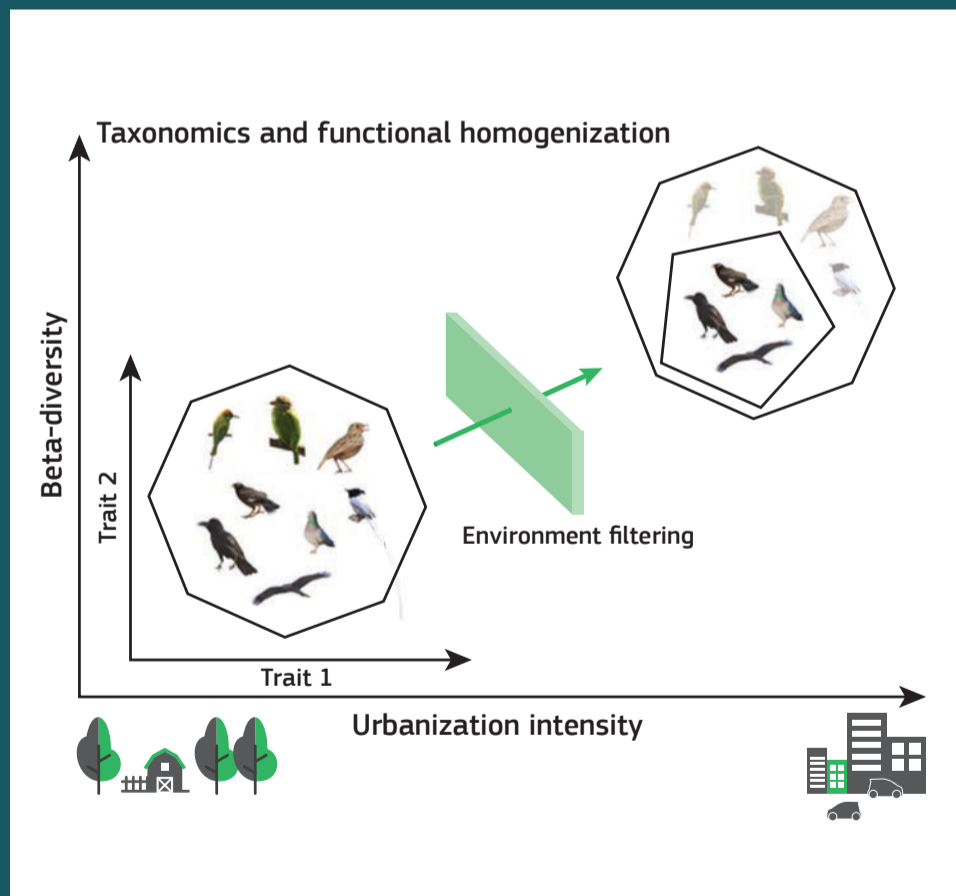 Taxonomics and functional homogenization
Beta-diversity
Trait 2
Environment filtering
Trait 1
Urbanization intensity